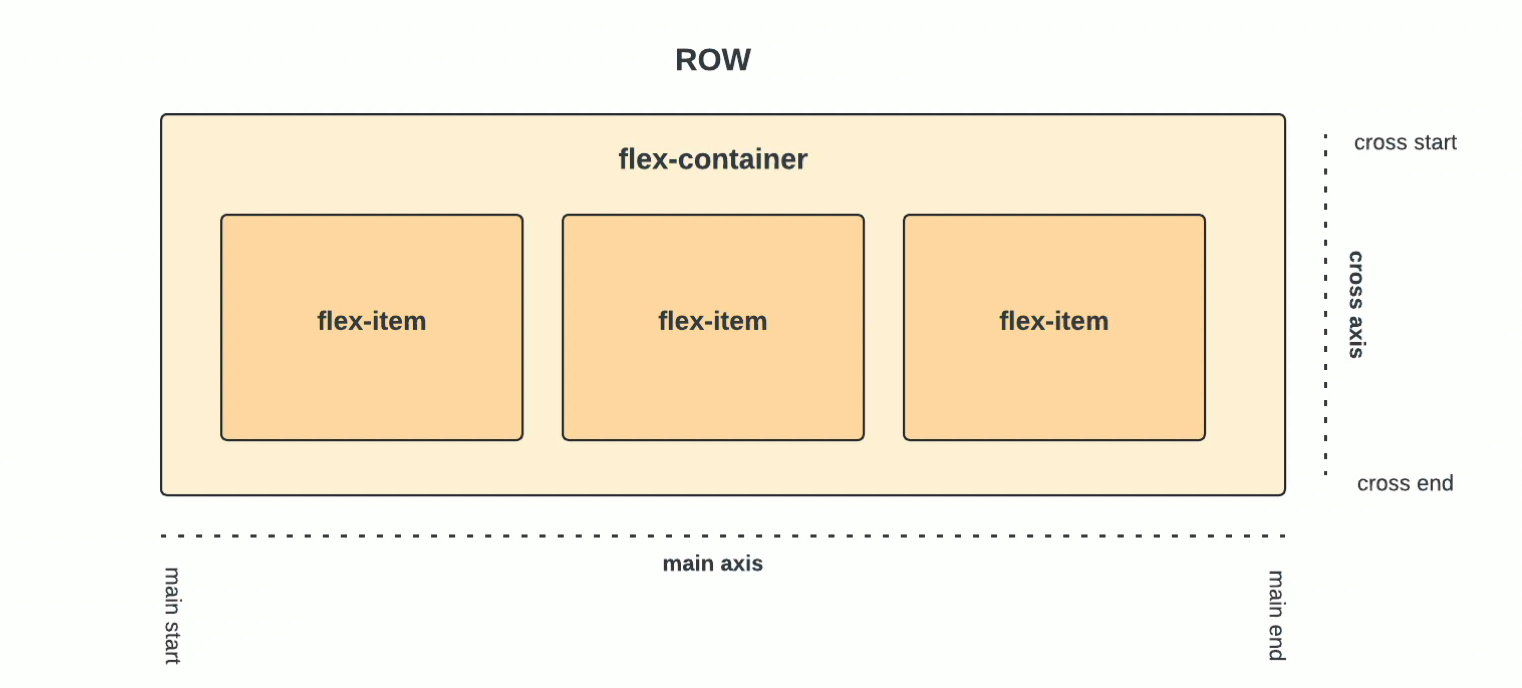 ROW
flex-container
cross start
flex-item
flex-item
flex-item
cross axis
cross end
main axis
main start
main end